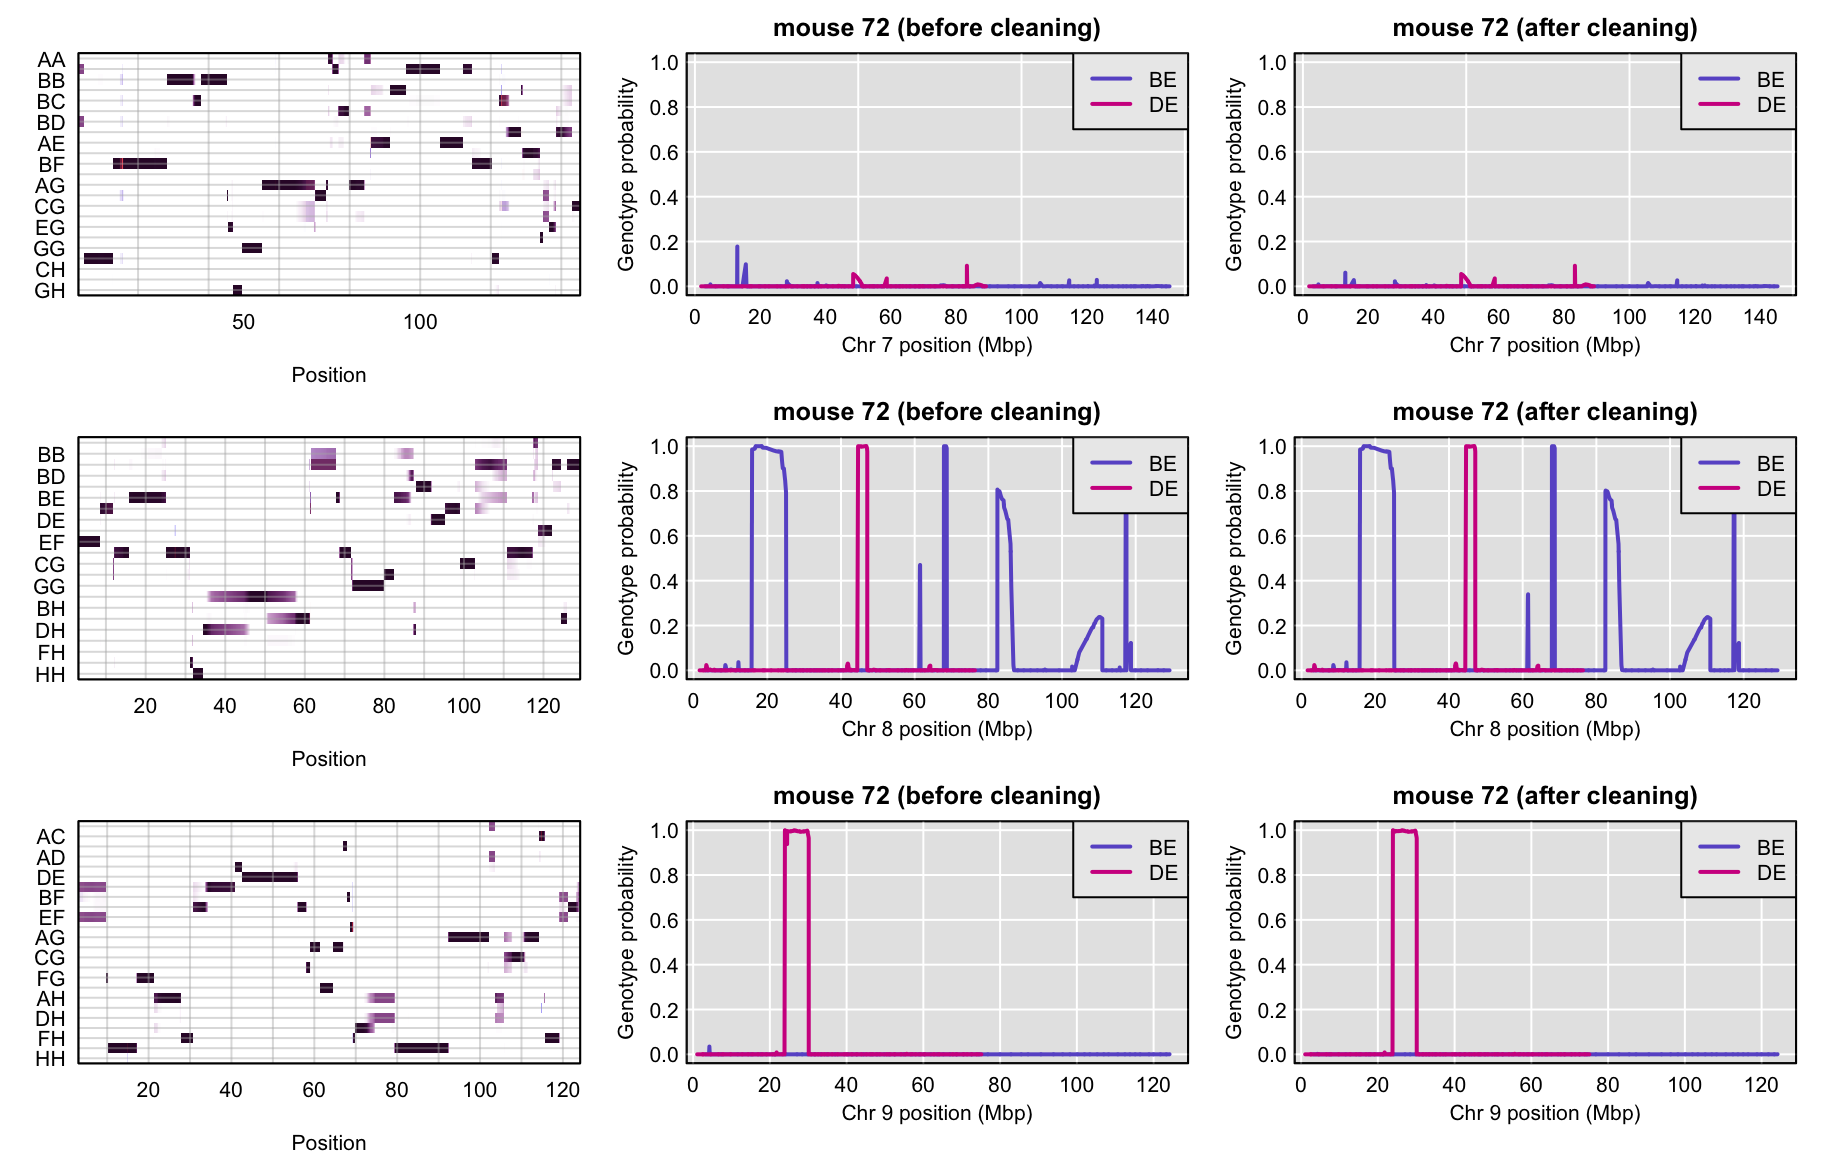 AA
BB
BC
BD
AE
BF
AG
CG
EG
GG
CH
GH
50 100
Position
mouse 72 (before cleaning)
Genotype probability
1.0
0.8
0.6
0.4
0.2
0.0
BE
DE
0 20 40 60 80 100 120 140
Chr 7 position (Mbp)
mouse 72 (after cleaning)
Genotype probability
1.0
0.8
0.6
0.4
0.2
0.0
BE
DE
0 20 40 60 80 100 120 140
Chr 7 position (Mbp)
BB
BD
BE
DE
EF
CG
GG
BH
DH
FH
HH
20 40 60 80 100 120
Position
mouse 72 (before cleaning)
Genotype probability
1.0
0.8
0.6
0.4
0.2
0.0
BE
DE
0 20 40 60 80 100 120
Chr 8 position (Mbp)
mouse 72 (after cleaning)
Genotype probability
1.0
0.8
0.6
0.4
0.2
0.0
BE
DE
0 20 40 60 80 100 120
Chr 8 position (Mbp)
AC
AD
DE
BF
EF
AG
CG
FG
AH
DH
FH
HH
20 40 60 80 100 120
Position
mouse 72 (before cleaning)
Genotype probability
1.0
0.8
0.6
0.4
0.2
0.0
BE
DE
0 20 40 60 80 100 120
Chr 9 position (Mbp)
mouse 72 (after cleaning)
Genotype probability
1.0
0.8
0.6
0.4
0.2
0.0
BE
DE
0 20 40 60 80 100 120
Chr 9 position (Mbp)